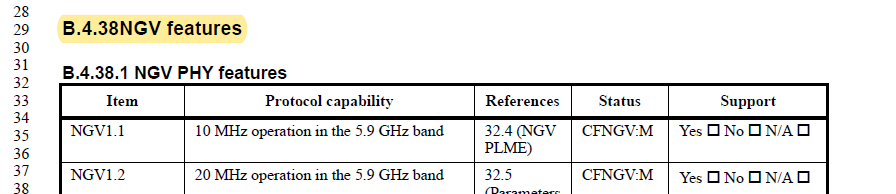 28
29 B.4.38NGV features
30
31
B.4.38.1 NGV PHY features
32
33 Item Protocol capability References Status Support
34
35 NGV1.1 10 MHz operation in the 5.9 GHz band 32.4 (NGV CFNGV:M Yes ☐ No ☐ N/A ☐
36 PLME)
37 NGV1.2 20 MHz operation in the 5.9 GHz band 32.5 CFNGV:M Yes ☐ No ☐ N/A ☐
38 (Parameters